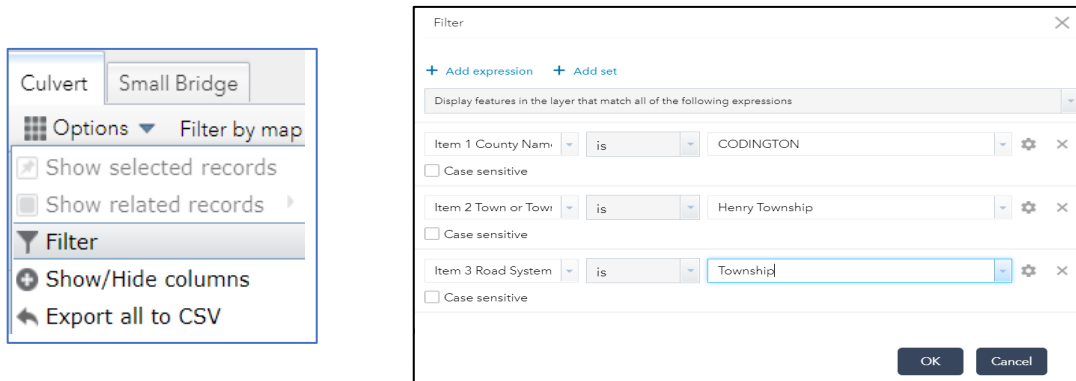 Culvert Small Bridge
Options Filter by map
Show selected records
Show related records
Filter
Show/Hide columns
Export all to CSV
Filter
+ Add expression + Add set
Display features in the layer that match all of the following expressions
Item 1 County Nam is CODINGTON
Case sensitive
Item 2 Town or Tow is Henry Township
Case sensitive
Item 3 Road System is Township
Case sensitive
OK Cancel